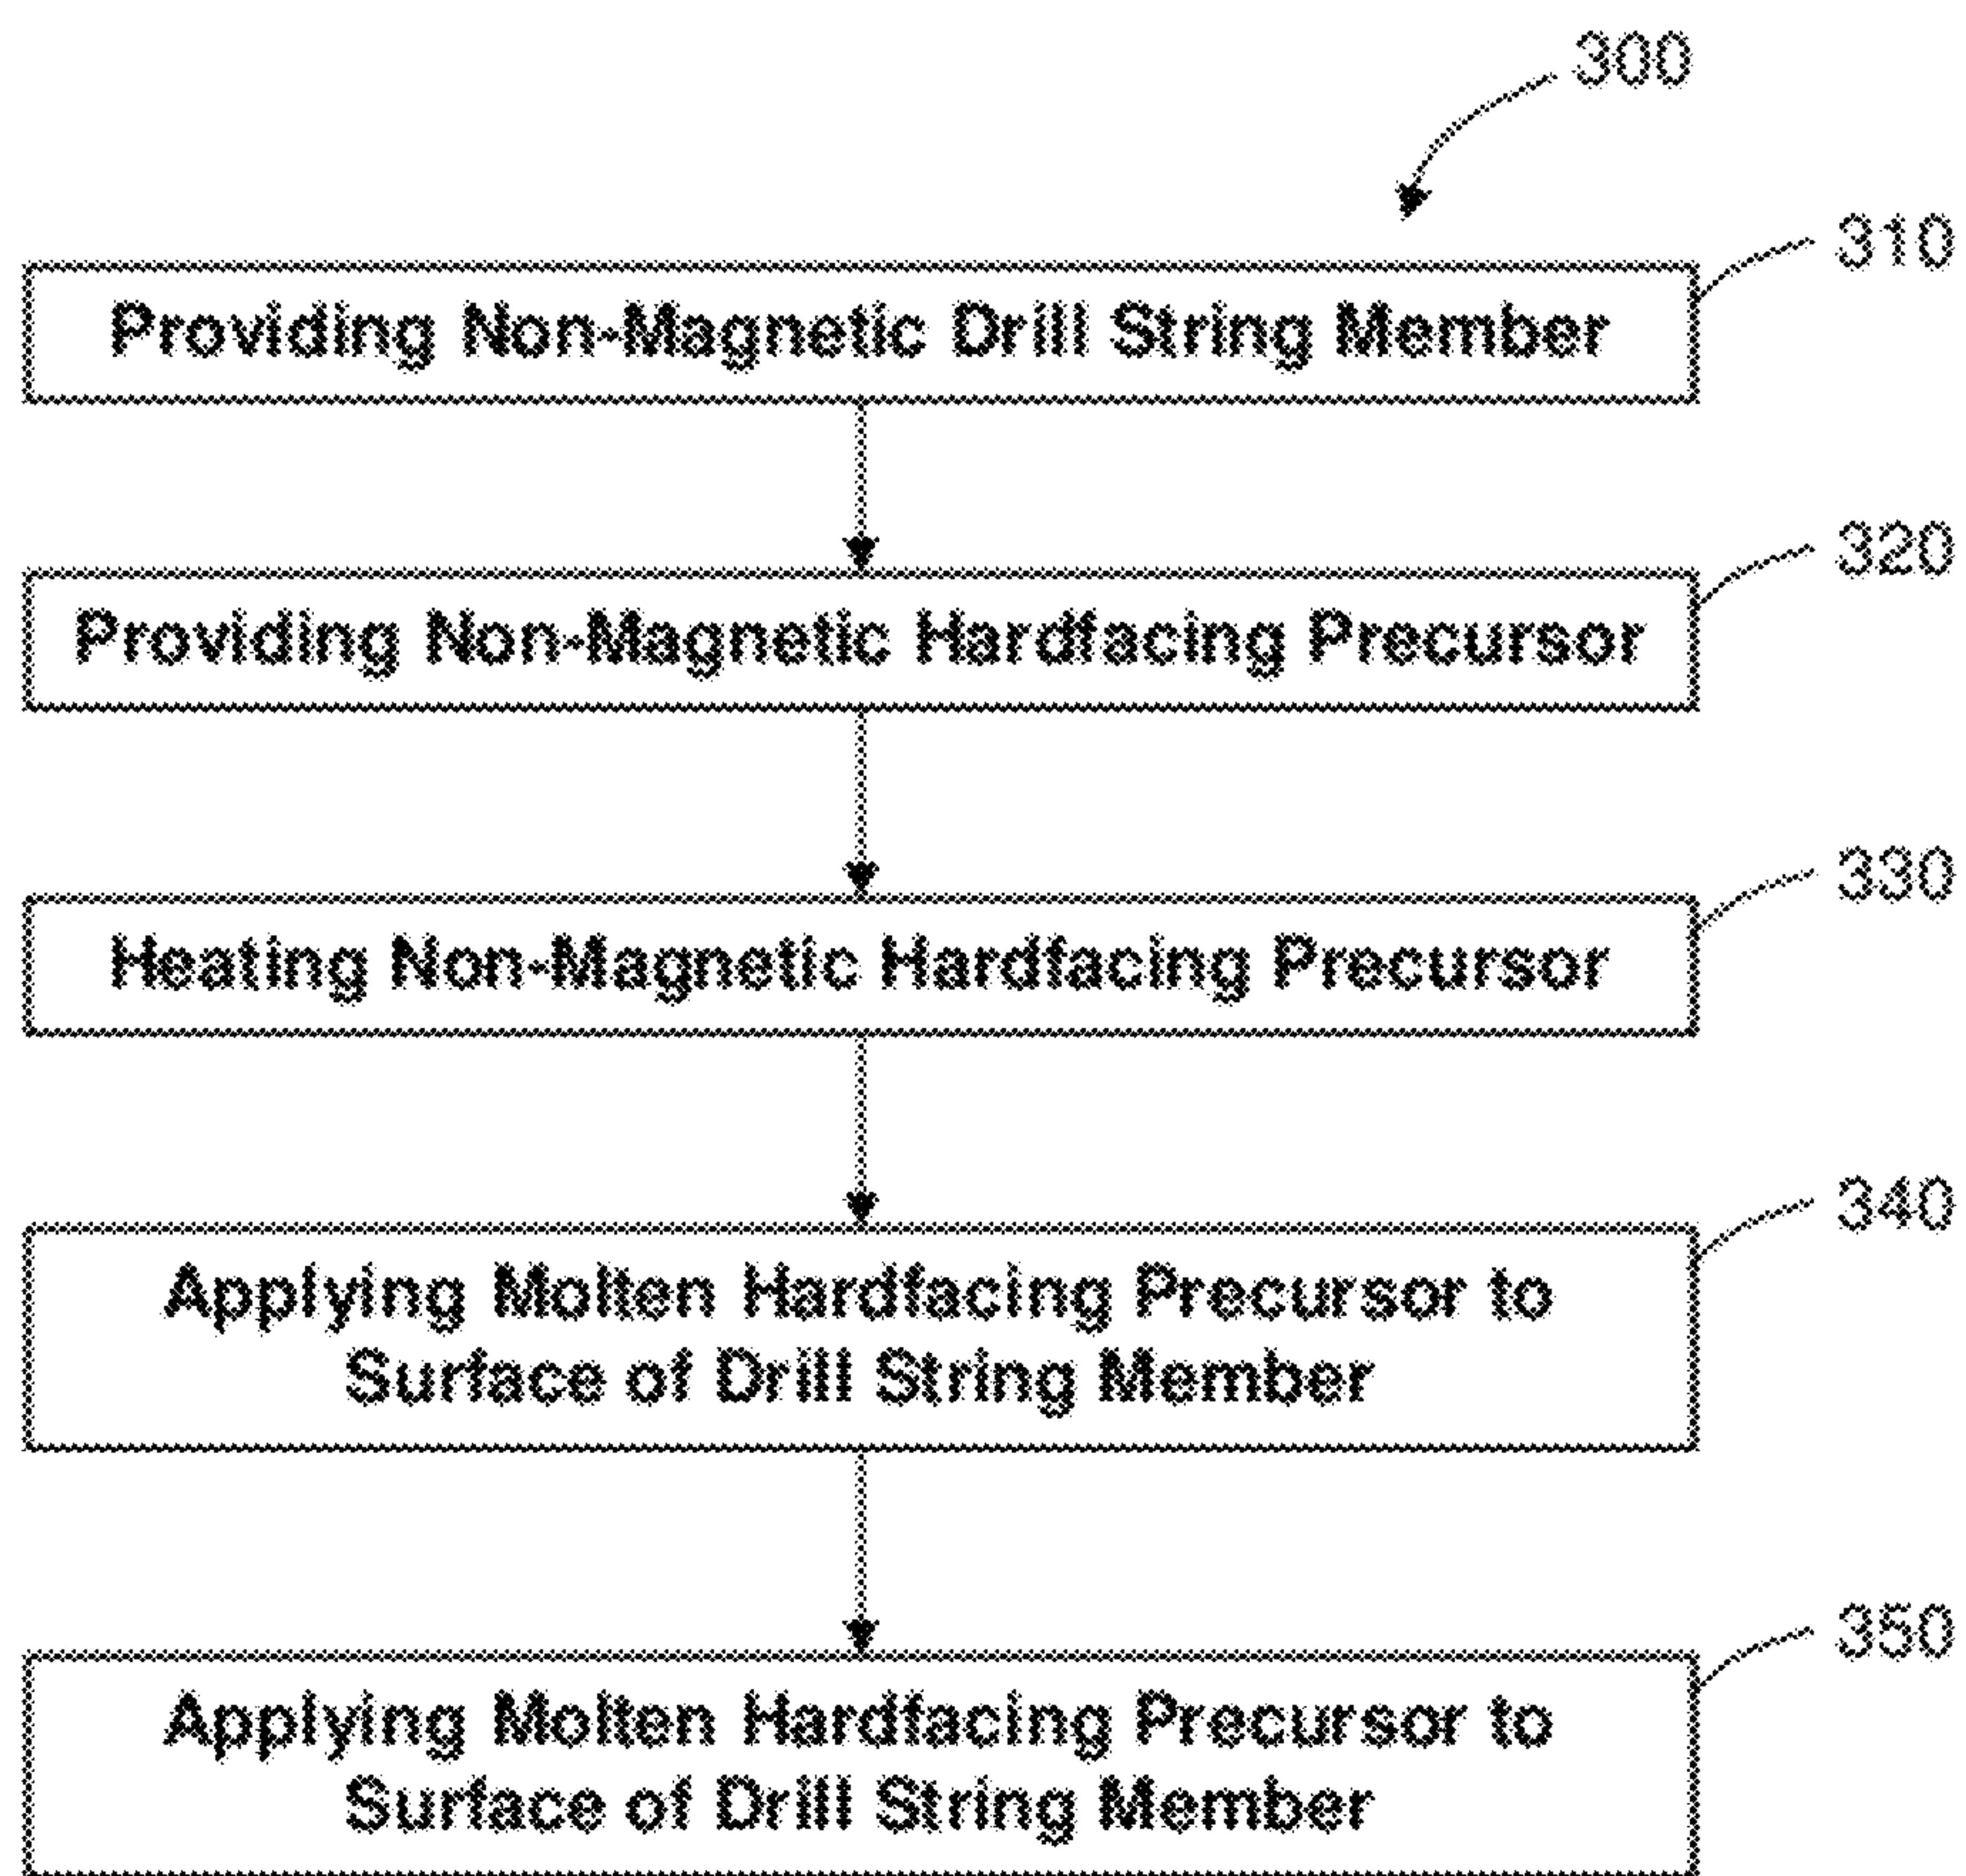 300
310
Providing Non-Magnetic Drill String Member
320
Providing Non-Magnetic Hardfacing Precursor
330
Heating Non-Magnetic Hardfacing Precursor
340
Applying Molten Hardfacing Precursor to
Surface of Drill String Member
350
Applying Molten Hardfacing Precursor to
Surface of Drill String Member